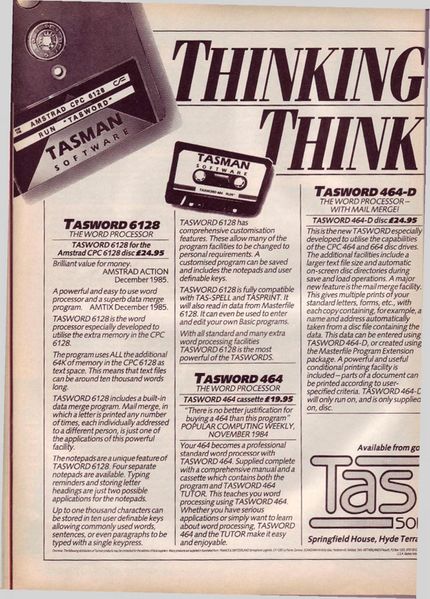 AMSTRAD CPC 6128
RUN "TASWORD"
TASMAN
SOFTWARE
THINKING
THINK
TASMAN
SOFTWARE
TASWORD 464 RUN"
TASWORD 6128
THE WORD PROCESSOR
TASWORD 6128 for the
Amstrad CPC 6128 £24.95
Brilliant value for money.
AMSTRAD ACTION
December 1985.
A powerful and easy to use word
processor and a superb data merge
program. AMTIX December 1985.
TASWORD 6128 is the word
processor especially developed to
utilise the extra memory in the CPC
6128.
The program uses ALL the additional
64K of memory in the CPC 6128 as
text space. This means that text files
can be around ten thousand words
long.
TASWORD 6128 includes a built-in
data merge program. Mail merge, in
which a letter is printed any number
of times, each individually addressed
to a different person, is just one of
the applications of this powerful
facility.
The notepads are a unique feature of
TASWORD 6128. Four separate
notepads are available. Typing
reminders and storing letter
headings are just two possible
applications for the notepads.
Up to one thousand characters can
be stored in ten user definable keys
allowing commonly used words,
sentences, or even paragraphs to be
typed with a single keypress.
TASWORD 6128 has
comprehensive customisation
features. These allow many of the
program facilities to be changed to
personal requirements. A
customised program can be saved
and includes the notepads and user
definable keys.
TASWORD 6128 is fully compatible
with TAS-SPELL and TASPRINT. It
will also read in data from Masterfile
6128. It can even be used to enter
and edit your own Basic programs.
With all standard and many extra
word processing facilities
TASWORD 6128 is the most
powerful of the TASWORDS.
TASWORD 464
THE WORD PROCESSOR
TASWORD 464 cassette £19.95
"There is no better justification for
buying a 464 than this program"
POPULAR COMPUTING WEEKLY,
NOVEMBER 1984
Your 464 becomes a professional
standard word processor with
TASWORD 464. Supplied complete
with a comprehensive manual and a
cassette which contains both the
program and TASWORD 464
TUTOR. This teaches you word
processing using TASWORD 464.
Whether you have serious
applications or simply want to learn
about word processing, TASWORD
464 and the TUTOR make it easy
and enjoyable.
TASWORD 464-D
THE WORD PROCESSOR –
WITH MAIL MERGE!
TASWORD 464-D disc £24.95
This is the new TASWORD especially
developed to utilise the capabilities
of the CPC 464 and 664 disc drives.
The additional facilities include a
larger text file size and automatic
on-screen disc directories during
save and load operations. A major
new feature is the mail merge facility.
This gives multiple prints of your
standard letters, forms, etc., with
each copy containing, for example, a
name and address automatically
taken from a disc file containing the
data. This data can be entered using
TASWORD 464-D, or created using
the Masterfile Program Extension
package. A powerful and useful
conditional printing facility is
included – parts of a document can
be printed according to user-
specified criteria. TASWORD 464-D
will only run on, and is only supplied
on, disc.
Available from go
Tas
SO
Springfield House, Hyde Terra